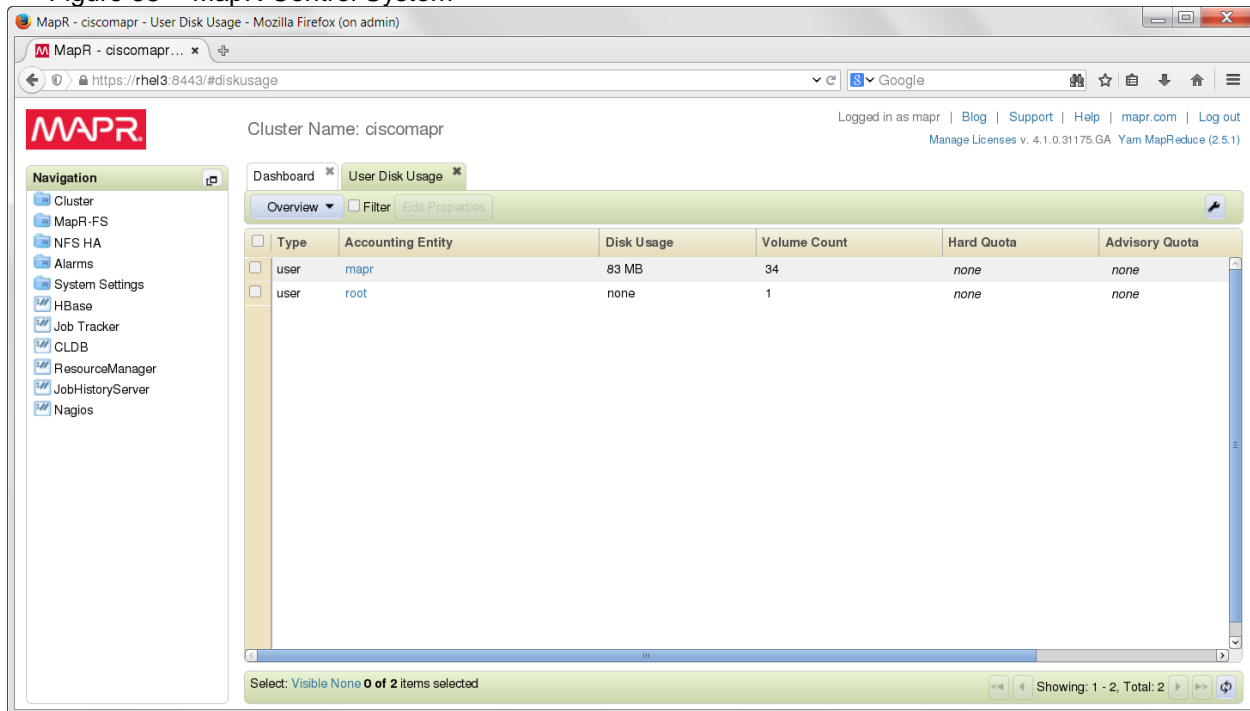 MapR - ciscomapr - User Disk Usage - Mozilla Firefox (on admin)
MapR - ciscomapr...
https://rhel3:8443/#diskusage
Google
MAPR.
Cluster Name: ciscomapr
Logged in as mapr | Blog | Support | Help | mapr.com | Log out
Manage Licenses v. 4.1.0.31175.GA Yarn MapReduce (2.5.1)
Navigation
Cluster
MapR-FS
NFS HA
Alarms
System Settings
HBase
Job Tracker
CLDB
ResourceManager
JobHistoryServer
Nagios
Dashboard User Disk Usage
Overview Filter Edit Properties
Type Accounting Entity Disk Usage Volume Count Hard Quota Advisory Quota
user mapr 83 MB 34 none none
user root none 1 none none
Select: Visible None 0 of 2 items selected
Showing: 1 - 2, Total: 2